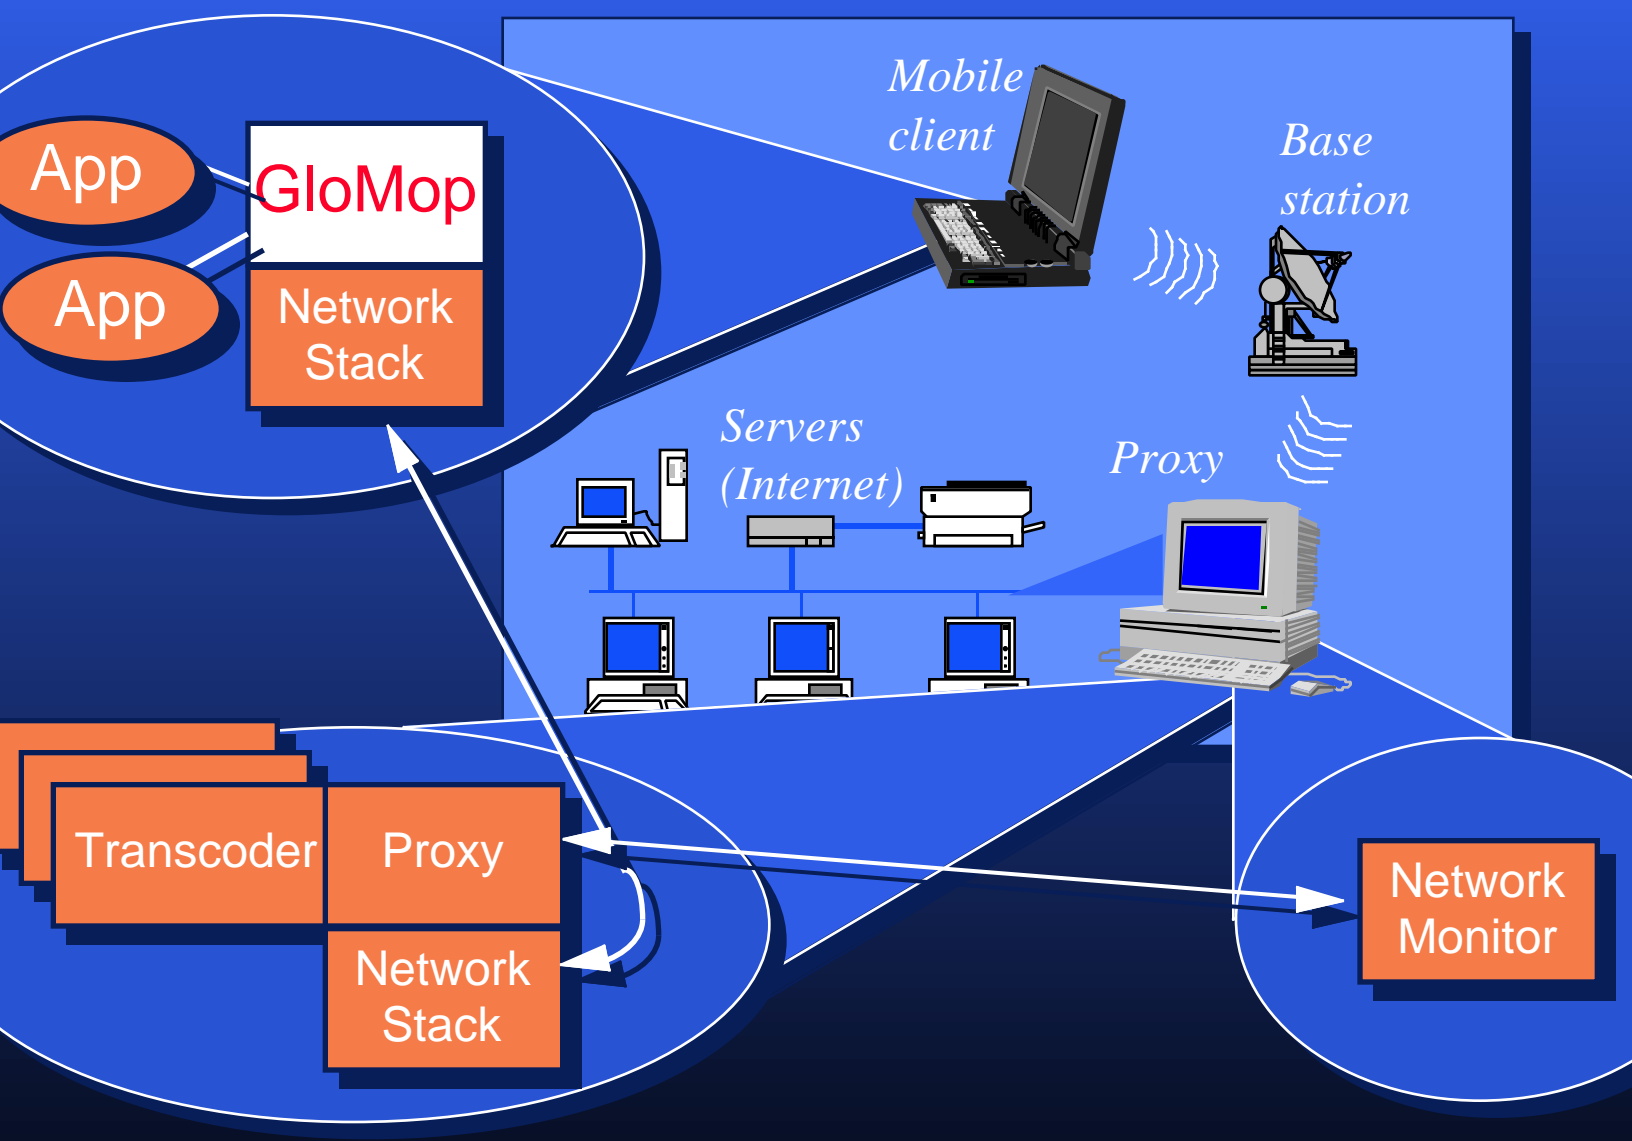 Mobile
client
Base
station
App
GloMop
App
Network
Stack
Servers
(Internet)
Proxy
Transcoder
Proxy
Network
Stack
Network
Monitor